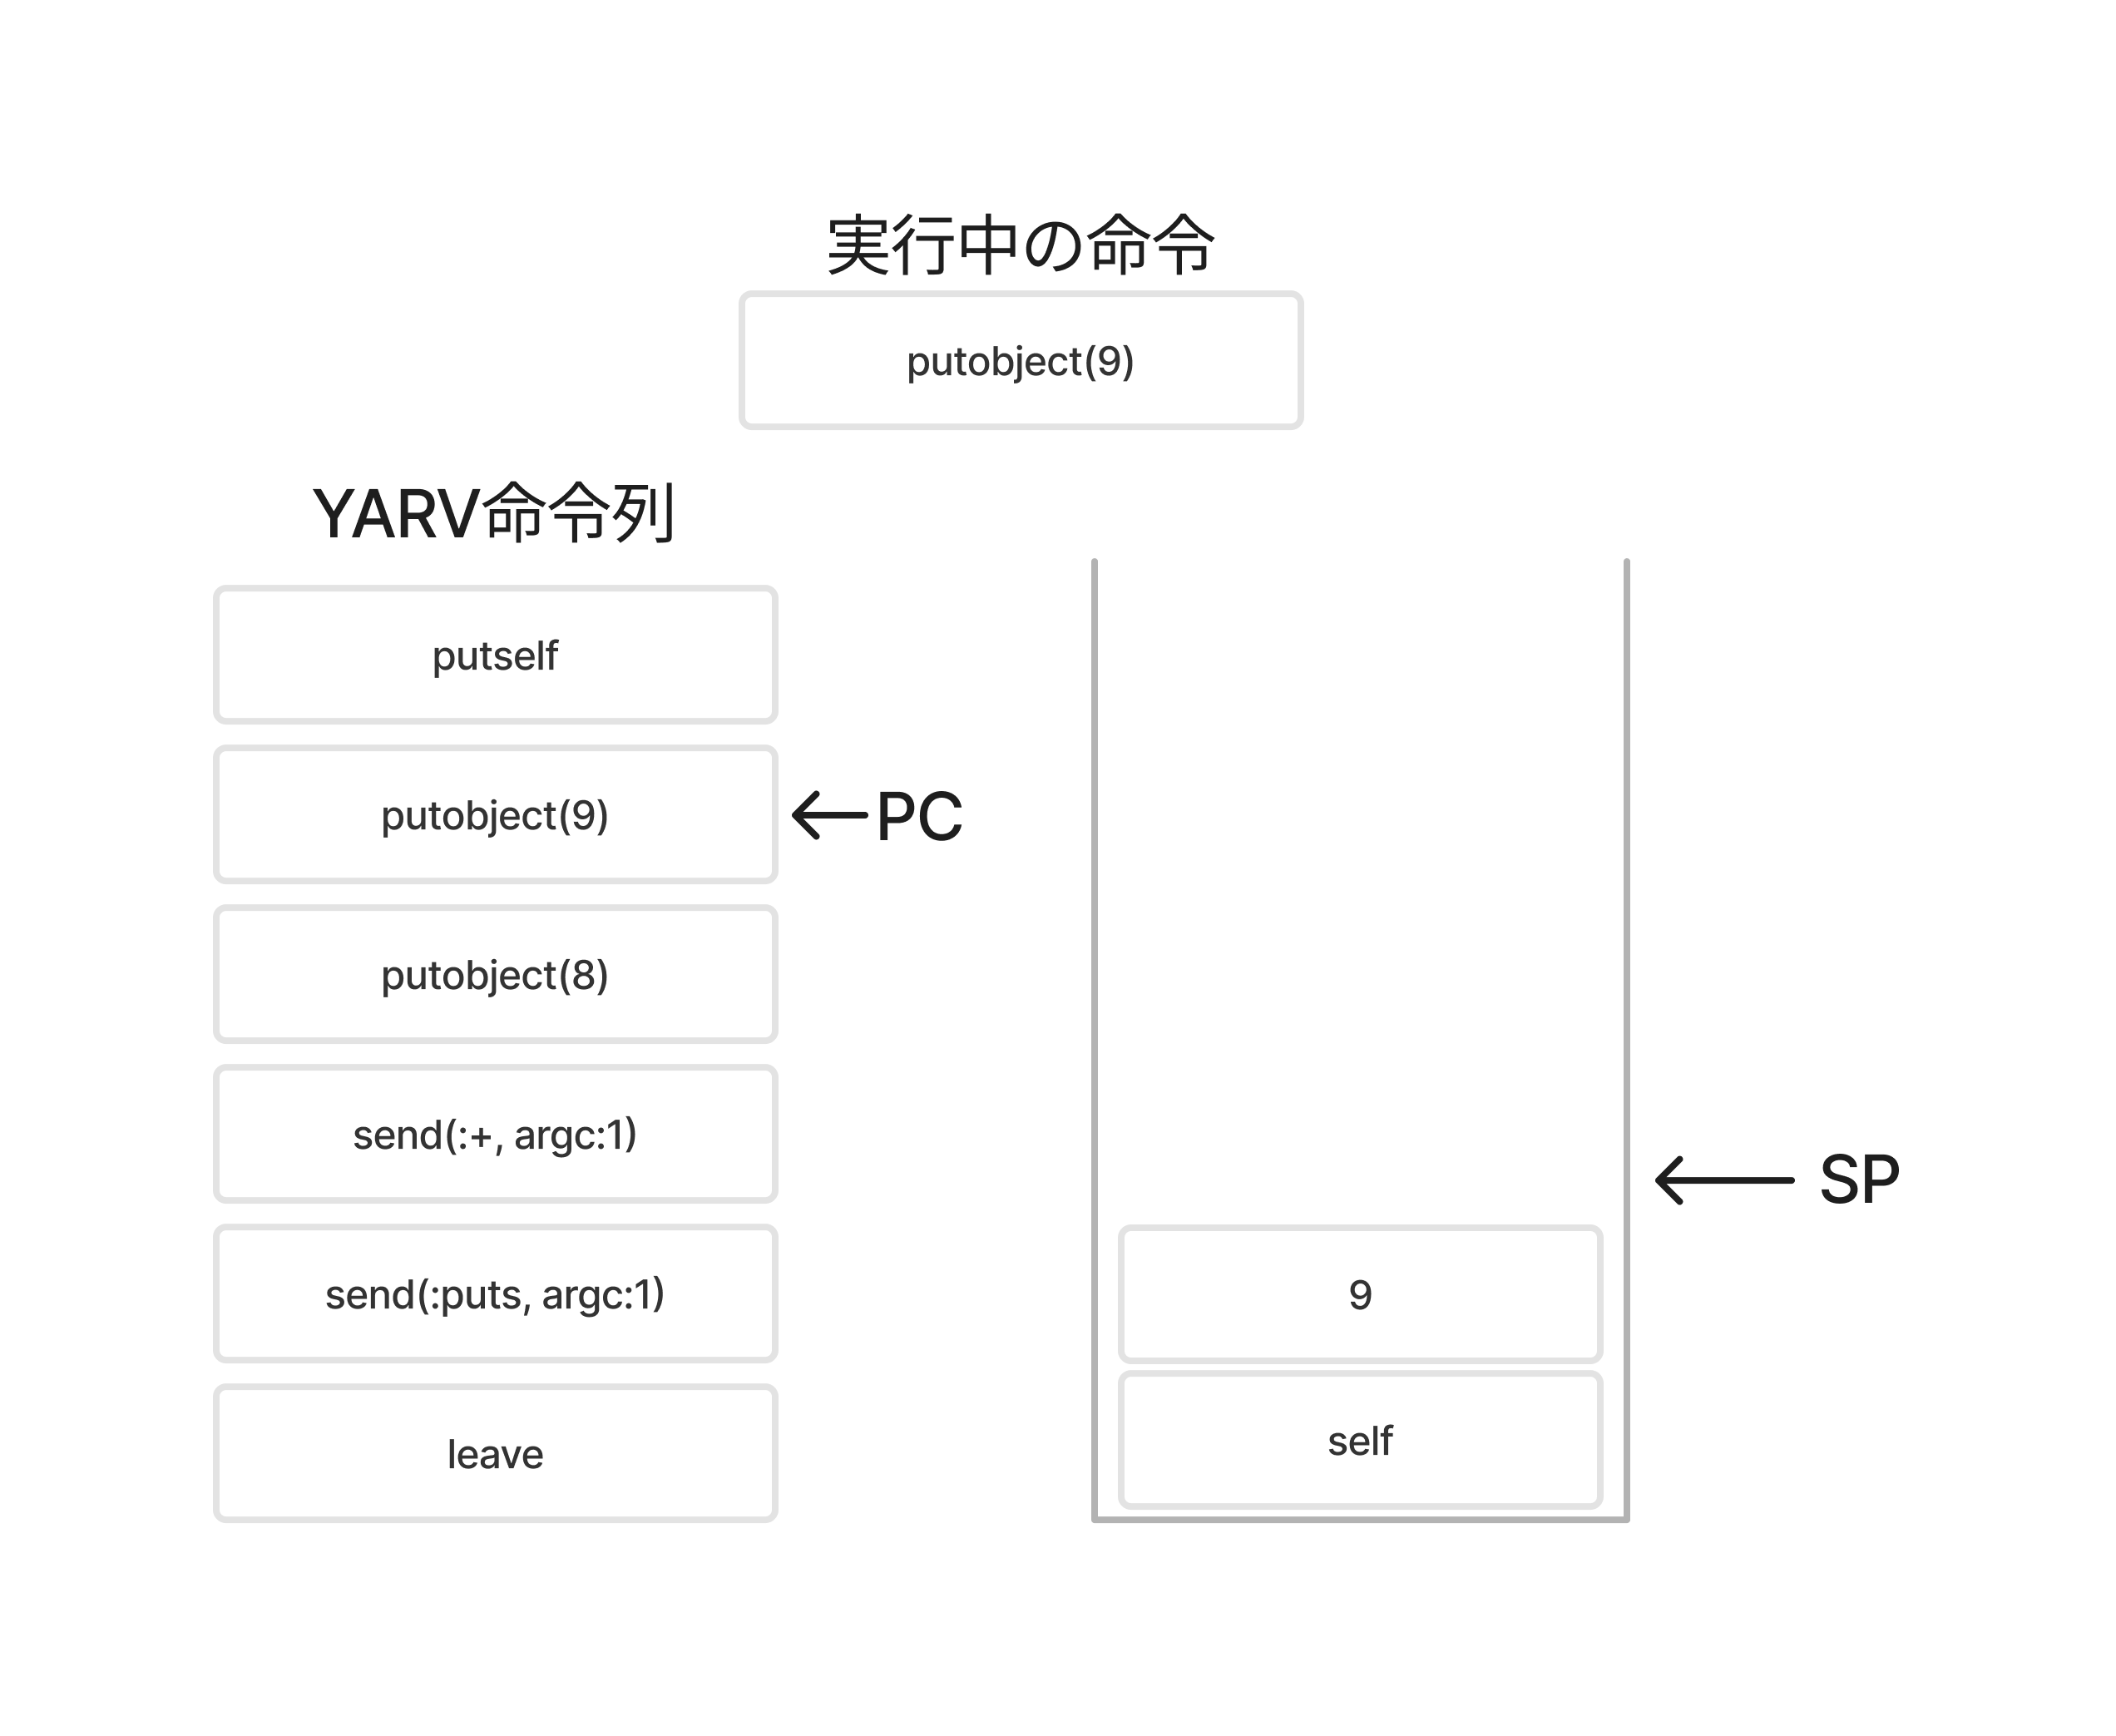 実行中の命令
putobject(9)
YARV命令列
putself
putobject(9)
PC
putobject(8)
send(:+, argc:1)
SP
send(:puts, argc:1)
9
leave
self